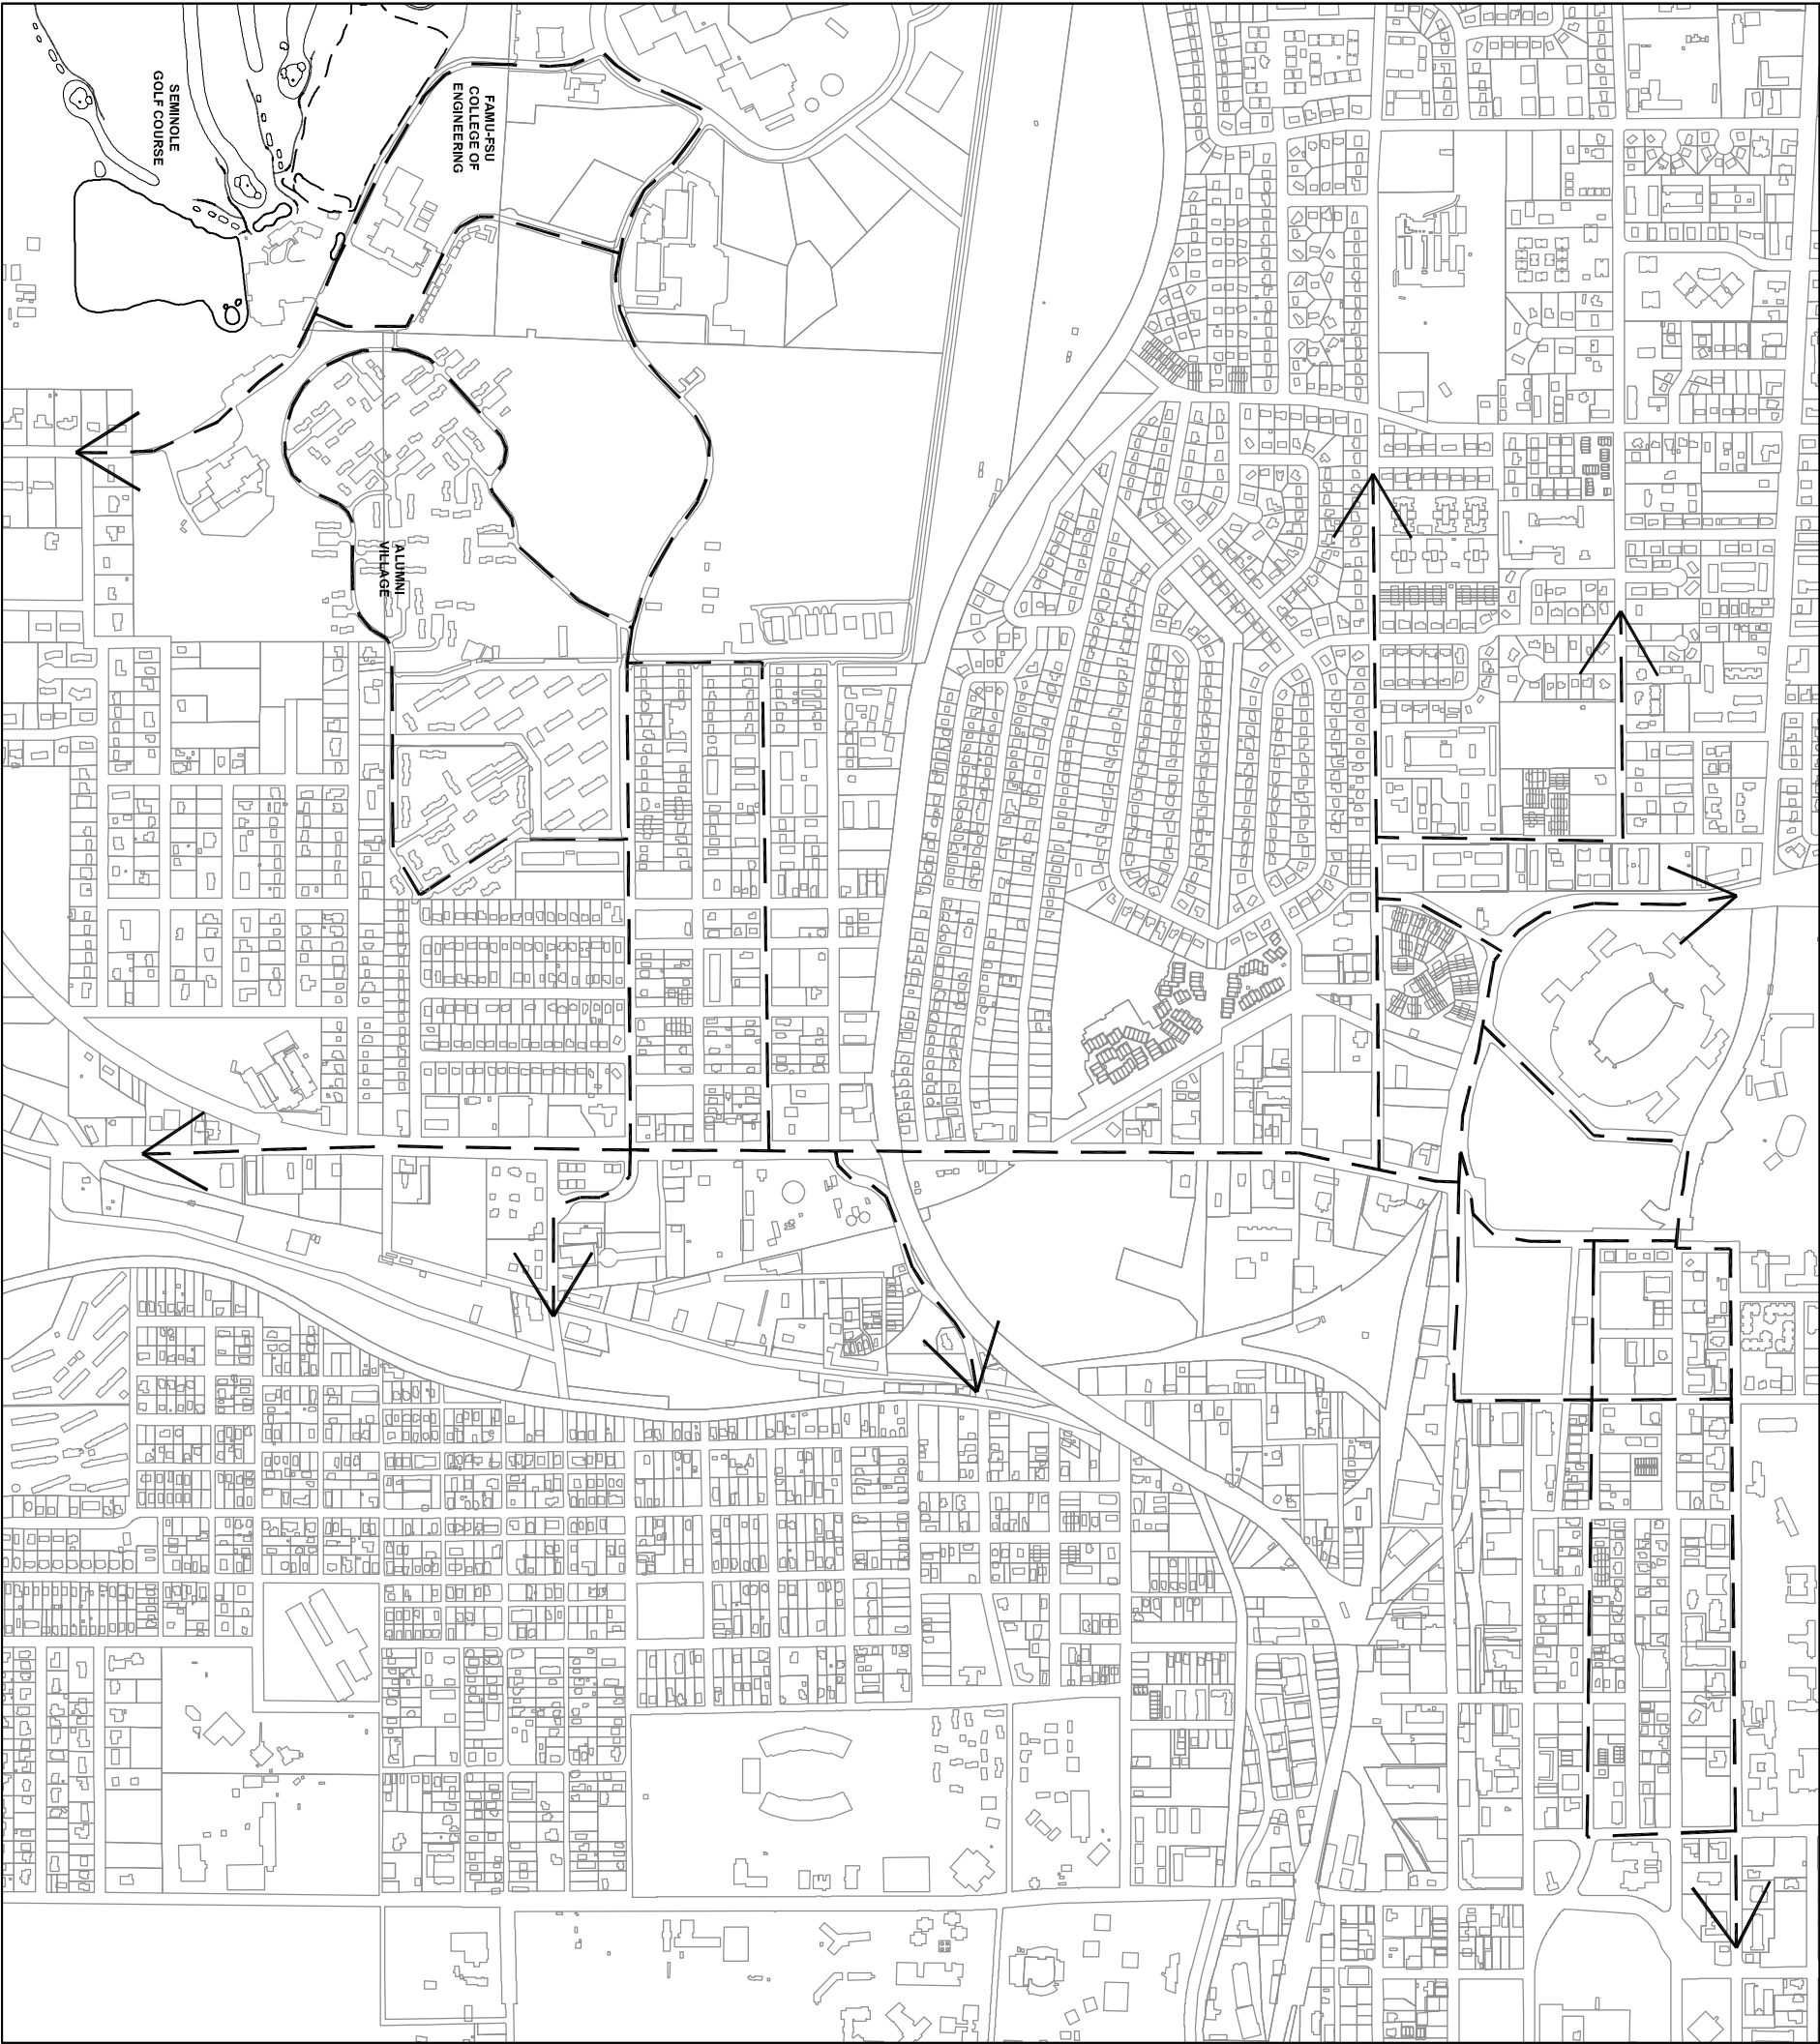 SEMINOLE
GOLF COURSE
FAMU-FSU
COLLEGE OF
ENGINEERING
ALUMNI
VILLAGE